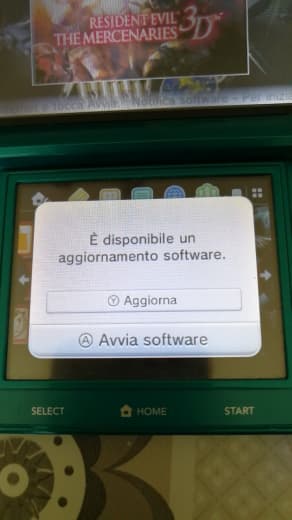 RESIDENT EVIL
THE MERCENARIES 3D
e tocca Avvia. Notifica software - Per
È disponibile un
aggiornamento software.
Ⓨ Aggiorna
Ⓐ Avvia software
SELECT
HOME
START